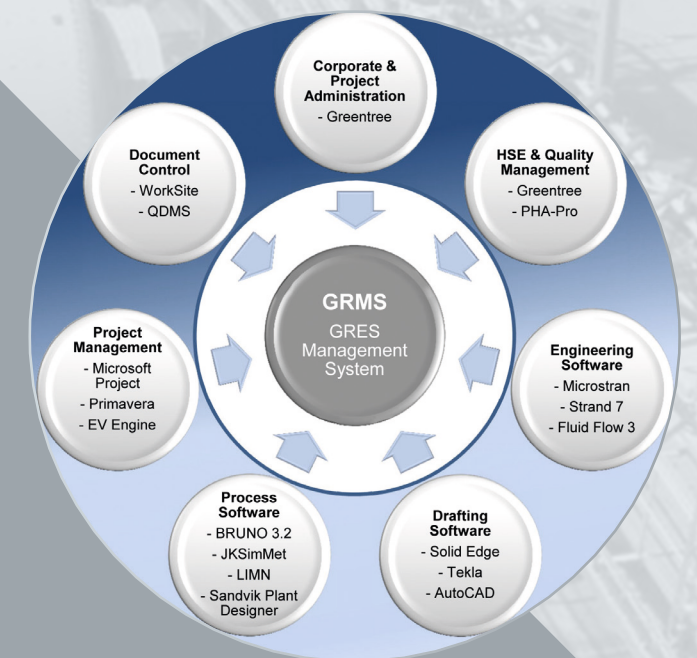 Corporate &
Project
Administration
- Greentree
HSE & Quality
Management
- Greentree
- PHA-Pro
Engineering
Software
- Microstran
- Strand 7
- Fluid Flow 3
Drafting
Software
- Solid Edge
- Tekla
- AutoCAD
Process
Software
- BRUNO 3.2
- JKSimMet
- LIMN
- Sandvik Plant
Designer
Project
Management
- Microsoft
Project
- Primavera
- EV Engine
Document
Control
- WorkSite
- QDMS
GRMS
GRES
Management
System